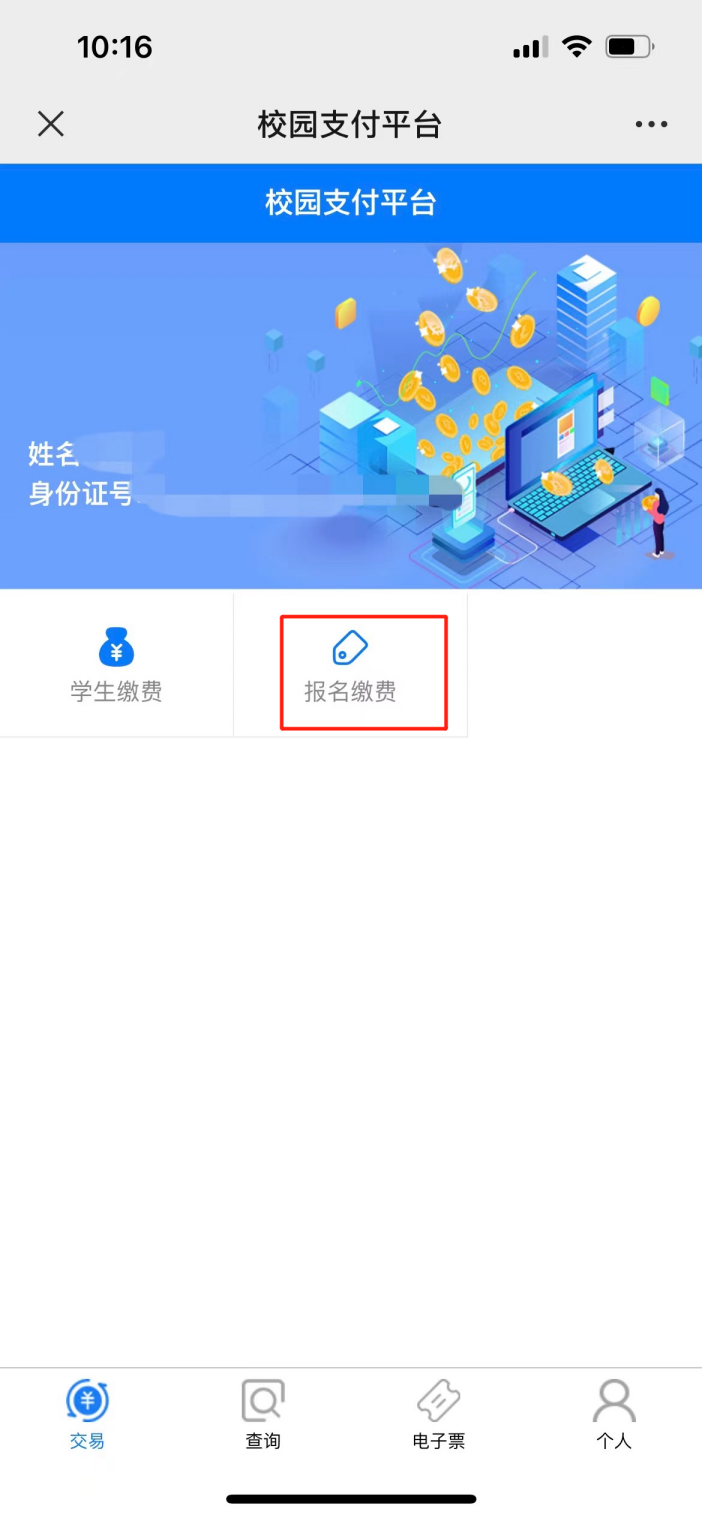 10:16
校园支付平台
校园支付平台
姓名
身份证号
学生缴费
报名缴费
交易
查询
电子票
个人